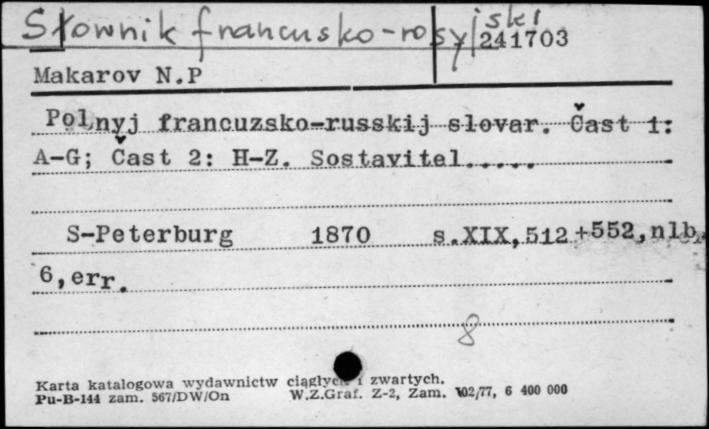 Słownik francusko-rosyjski
241703
Makarov N.P
Polnyj francuzsko-russkij slovar. Čast 1:
A-G; Čast 2: H-Z. Sostavitel.....
S-Peterburg 1870 s.XIX,512+552,nlb.
6,err.
8
Karta katalogowa wydawnictw ciągłych i zwartych.
Pu-B-144 zam. 567/DW/On W.Z.Graf. Z-2, Zam. 102/77, 6 400 000